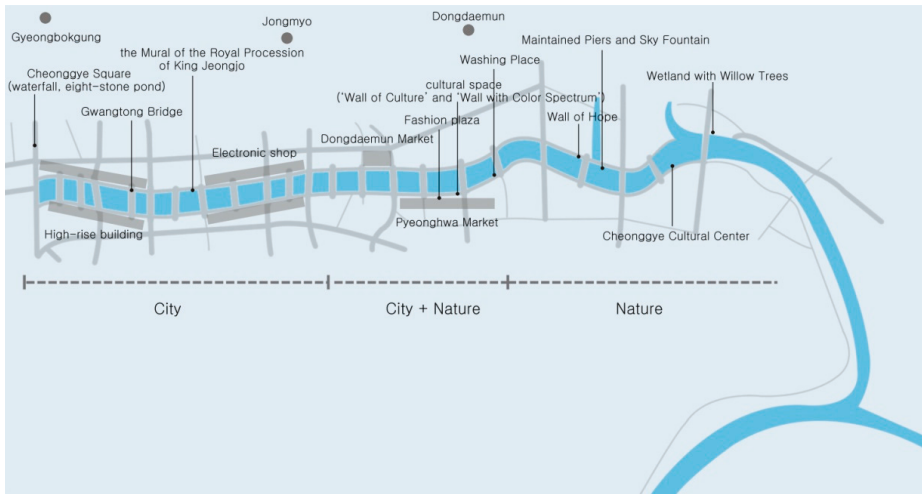 Gyeongbokgung
Jongmyo
Dongdaemun
the Mural of the Royal Procession
of King Jeongjo
Cheonggye Square
(waterfall, eight-stone pond)
Gwangtong Bridge
Electronic shop
Dongdaemun Market
Fashion plaza
cultural space
('Wall of Culture' and 'Wall with Color Spectrum')
Washing Place
Maintained Piers and Sky Fountain
Wall of Hope
Wetland with Willow Trees
High-rise building
Pyeonghwa Market
Cheonggye Cultural Center
City
City + Nature
Nature